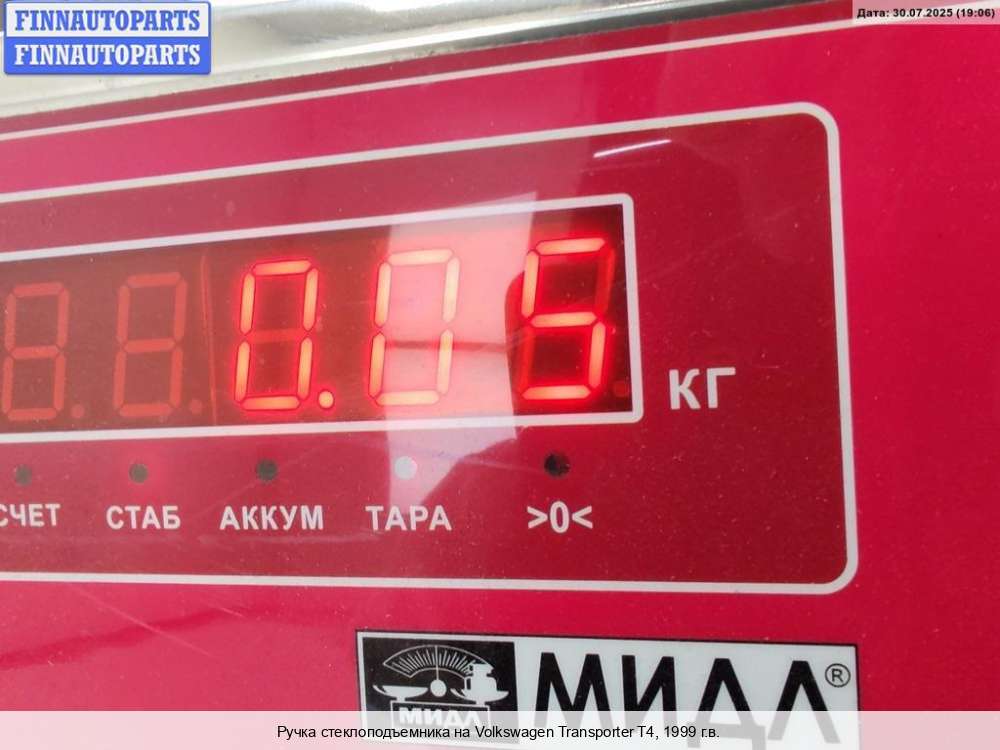 FINNAUTOPARTS
FINNAUTOPARTS
Дата: 30.07.2025 (19:06)
0.05
КГ
СЧЕТ СТАБ АККУМ ТАРА >0<
МИДЛ МИДЛ®
Ручка стеклоподъемника на Volkswagen Transporter T4, 1999 г.в.